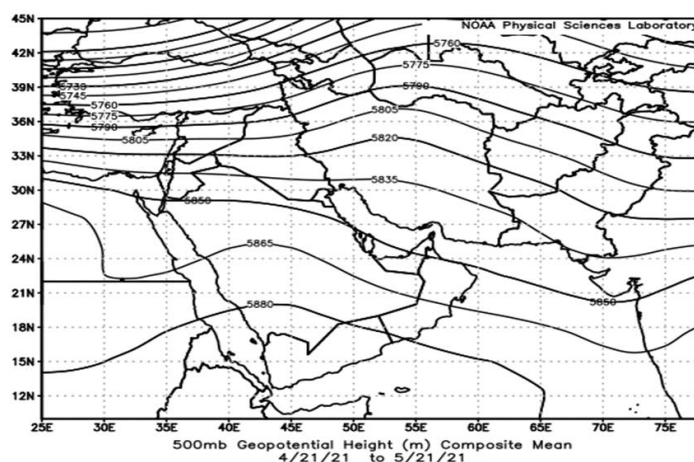 NOAA Physical Sciences Laboratory
45N
5760
42N
5775
39N
5730
5790
5745
5760
36N
5775
5805
5790
5805
5820
33N
5835
30N
5850
27N
5865
24N
21N
5850
5880
18N
15N
12N
25E 30E 35E 40E 45E 50E 55E 60E 65E 70E 75E
500mb Geopotential Height (m) Composite Mean
4/21/21 to 5/21/21